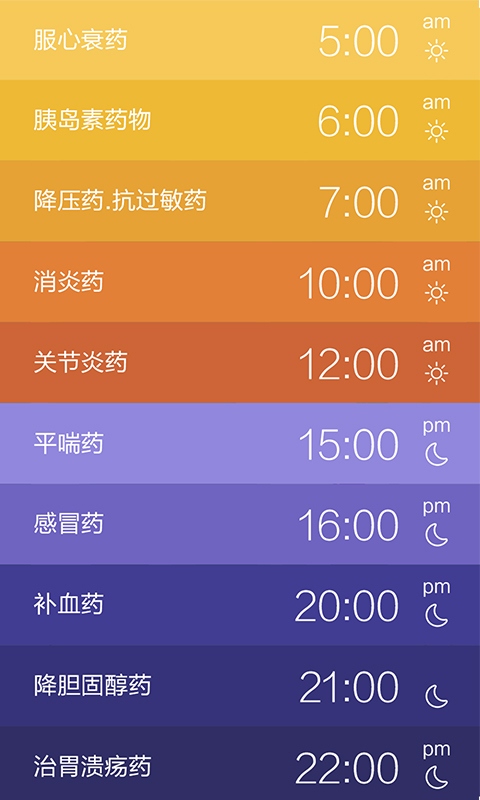 服心衰药 5:00 am
胰岛素药物 6:00 am
降压药.抗过敏药 7:00 am
消炎药 10:00 am
关节炎药 12:00 am
平喘药 15:00 pm
感冒药 16:00 pm
补血药 20:00 pm
降胆固醇药 21:00
治胃溃疡药 22:00 pm